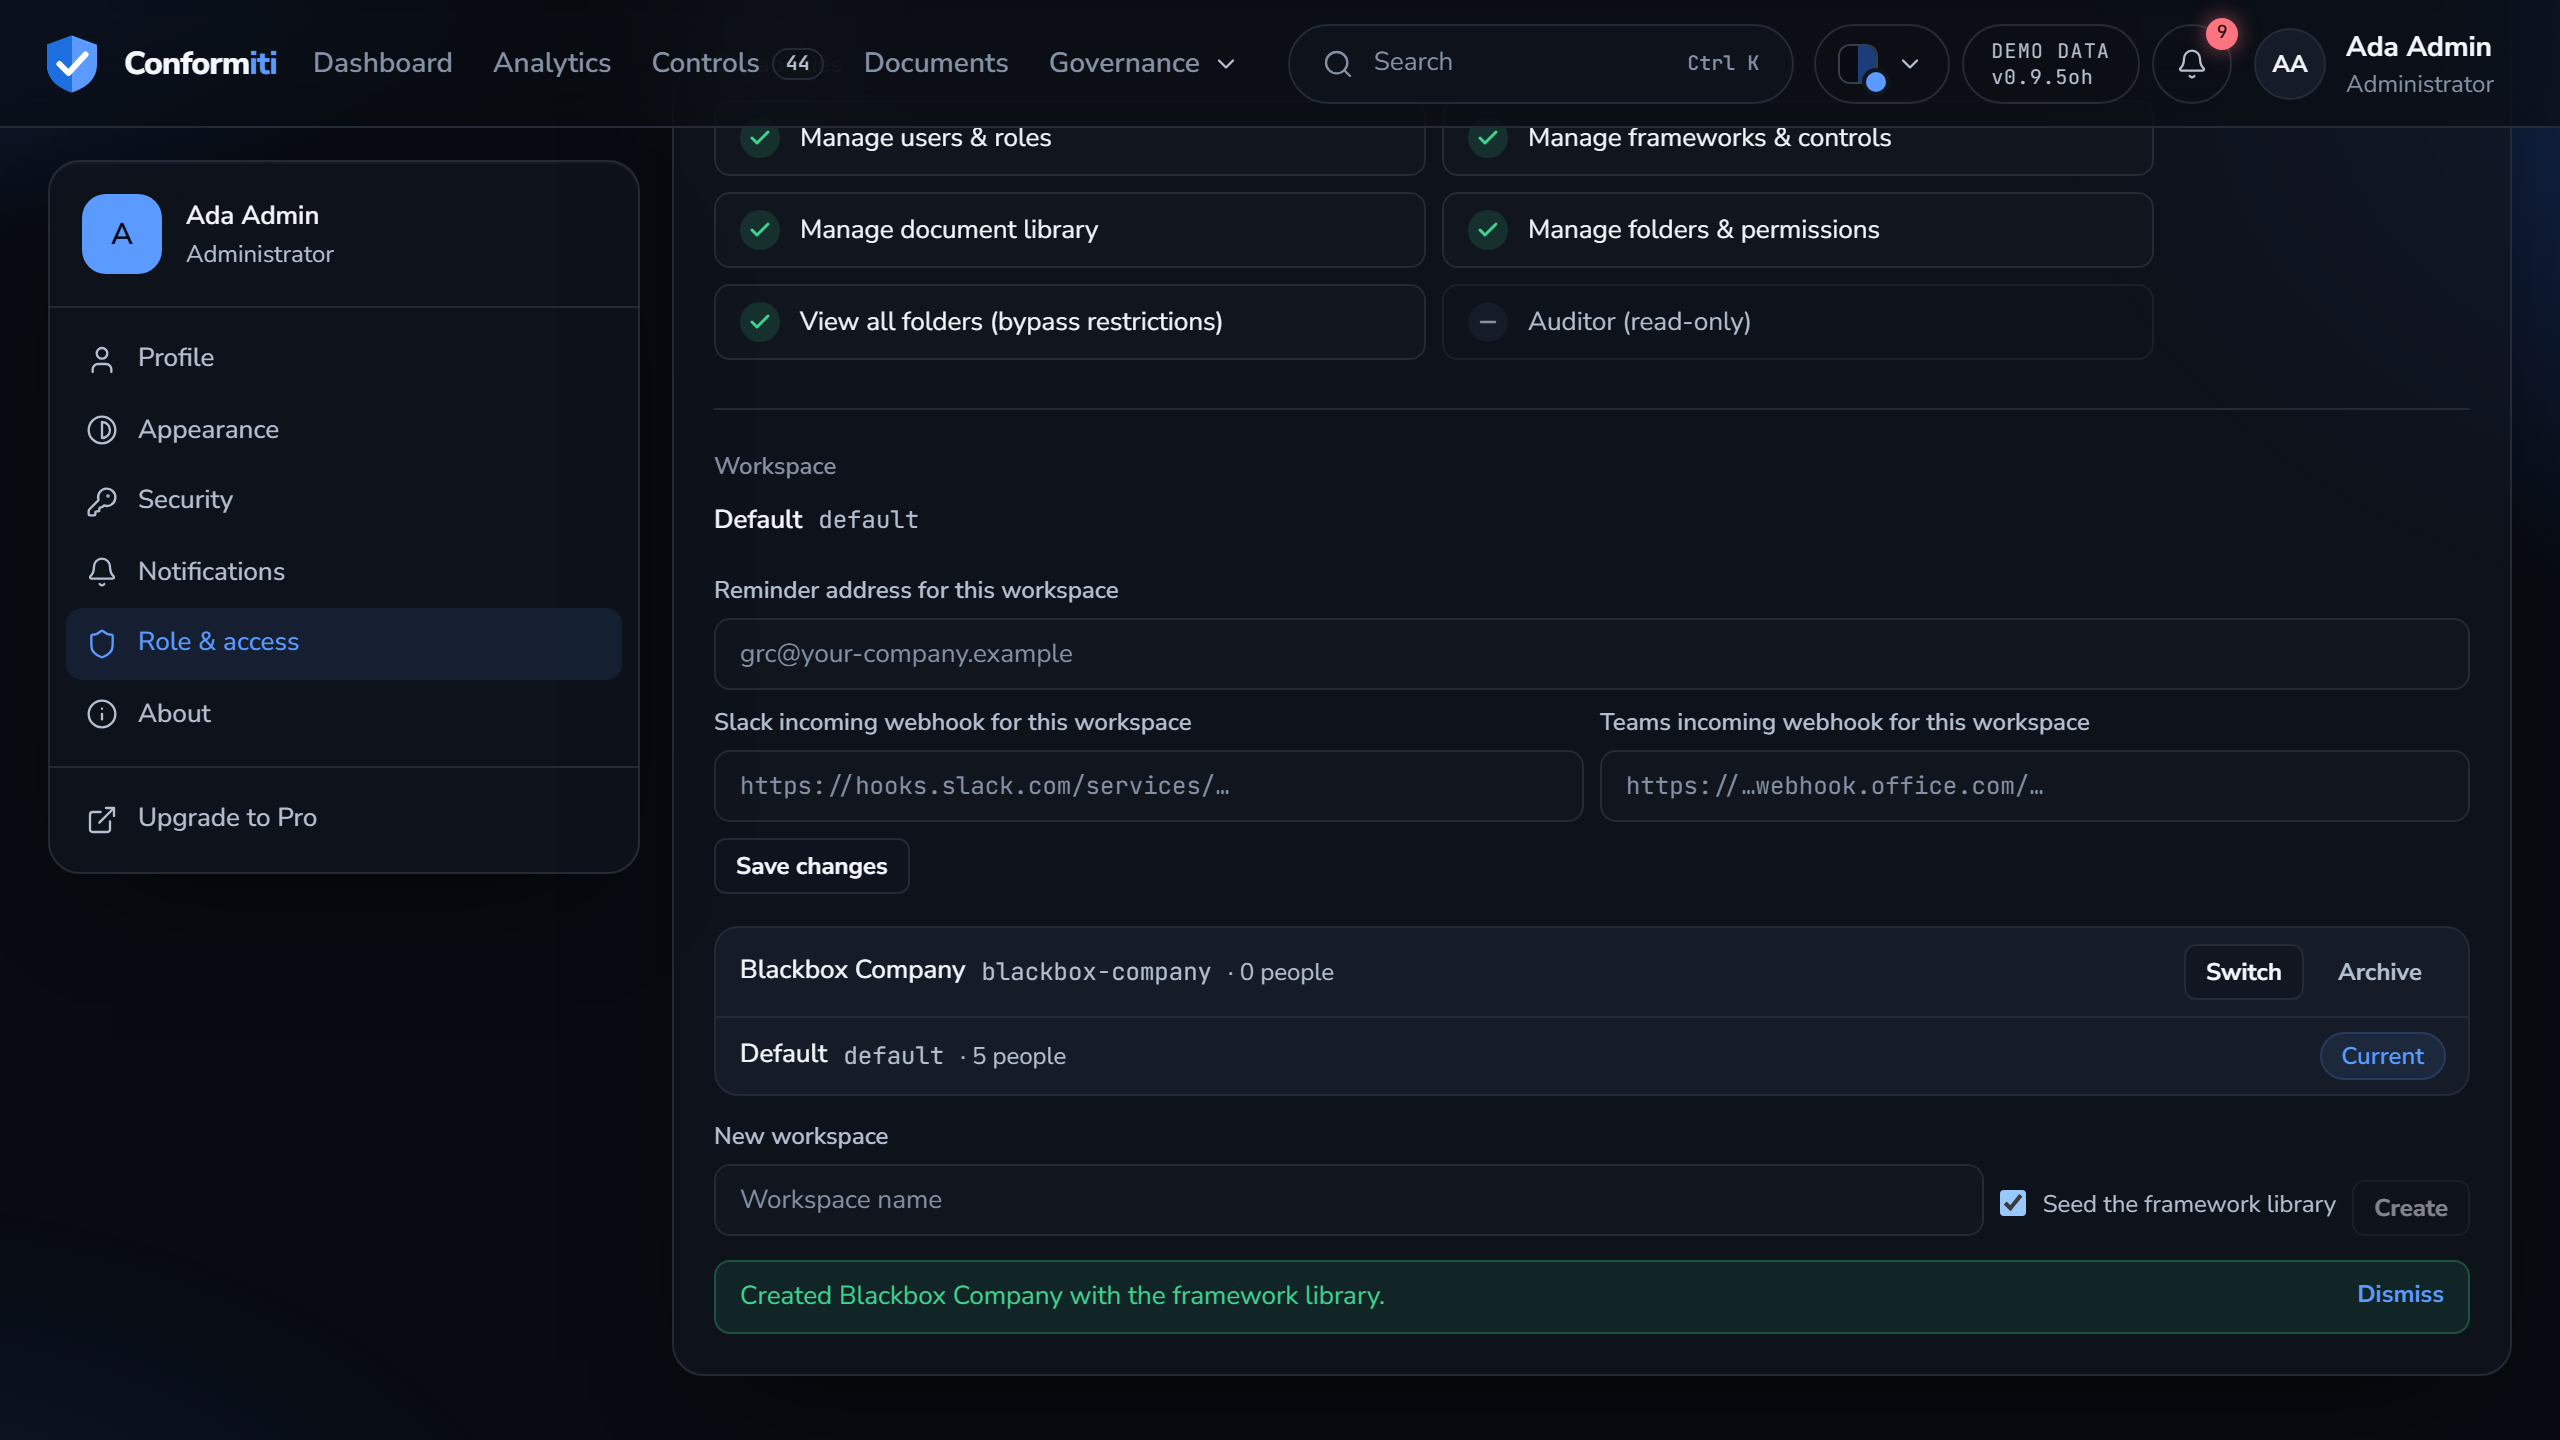 Conformiti
Dashboard
Analytics
Controls 44
Documents
Governance
Search
Ctrl K
DEMO DATA
v0.9.5oh
9
AA
Ada Admin
Administrator
A
Ada Admin
Administrator
Profile
Appearance
Security
Notifications
Role & access
About
Upgrade to Pro
Manage users & roles
Manage frameworks & controls
Manage document library
Manage folders & permissions
View all folders (bypass restrictions)
Auditor (read-only)
Workspace
Default default
Reminder address for this workspace
grc@your-company.example
Slack incoming webhook for this workspace
Teams incoming webhook for this workspace
https://hooks.slack.com/services/…
https://…webhook.office.com/…
Save changes
Blackbox Company blackbox-company · 0 people
Switch
Archive
Default default · 5 people
Current
New workspace
Workspace name
Seed the framework library
Create
Created Blackbox Company with the framework library.
Dismiss